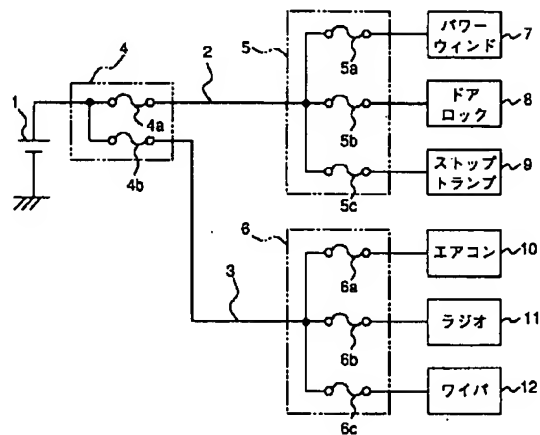 1
4
4a
4b
2
3
5
5a
5b
5c
6
6a
6b
6c
パワー
ウィンド
7
ドア
ロック
8
ストップ
トランプ
9
エアコン
10
ラジオ
11
ワイパ
12